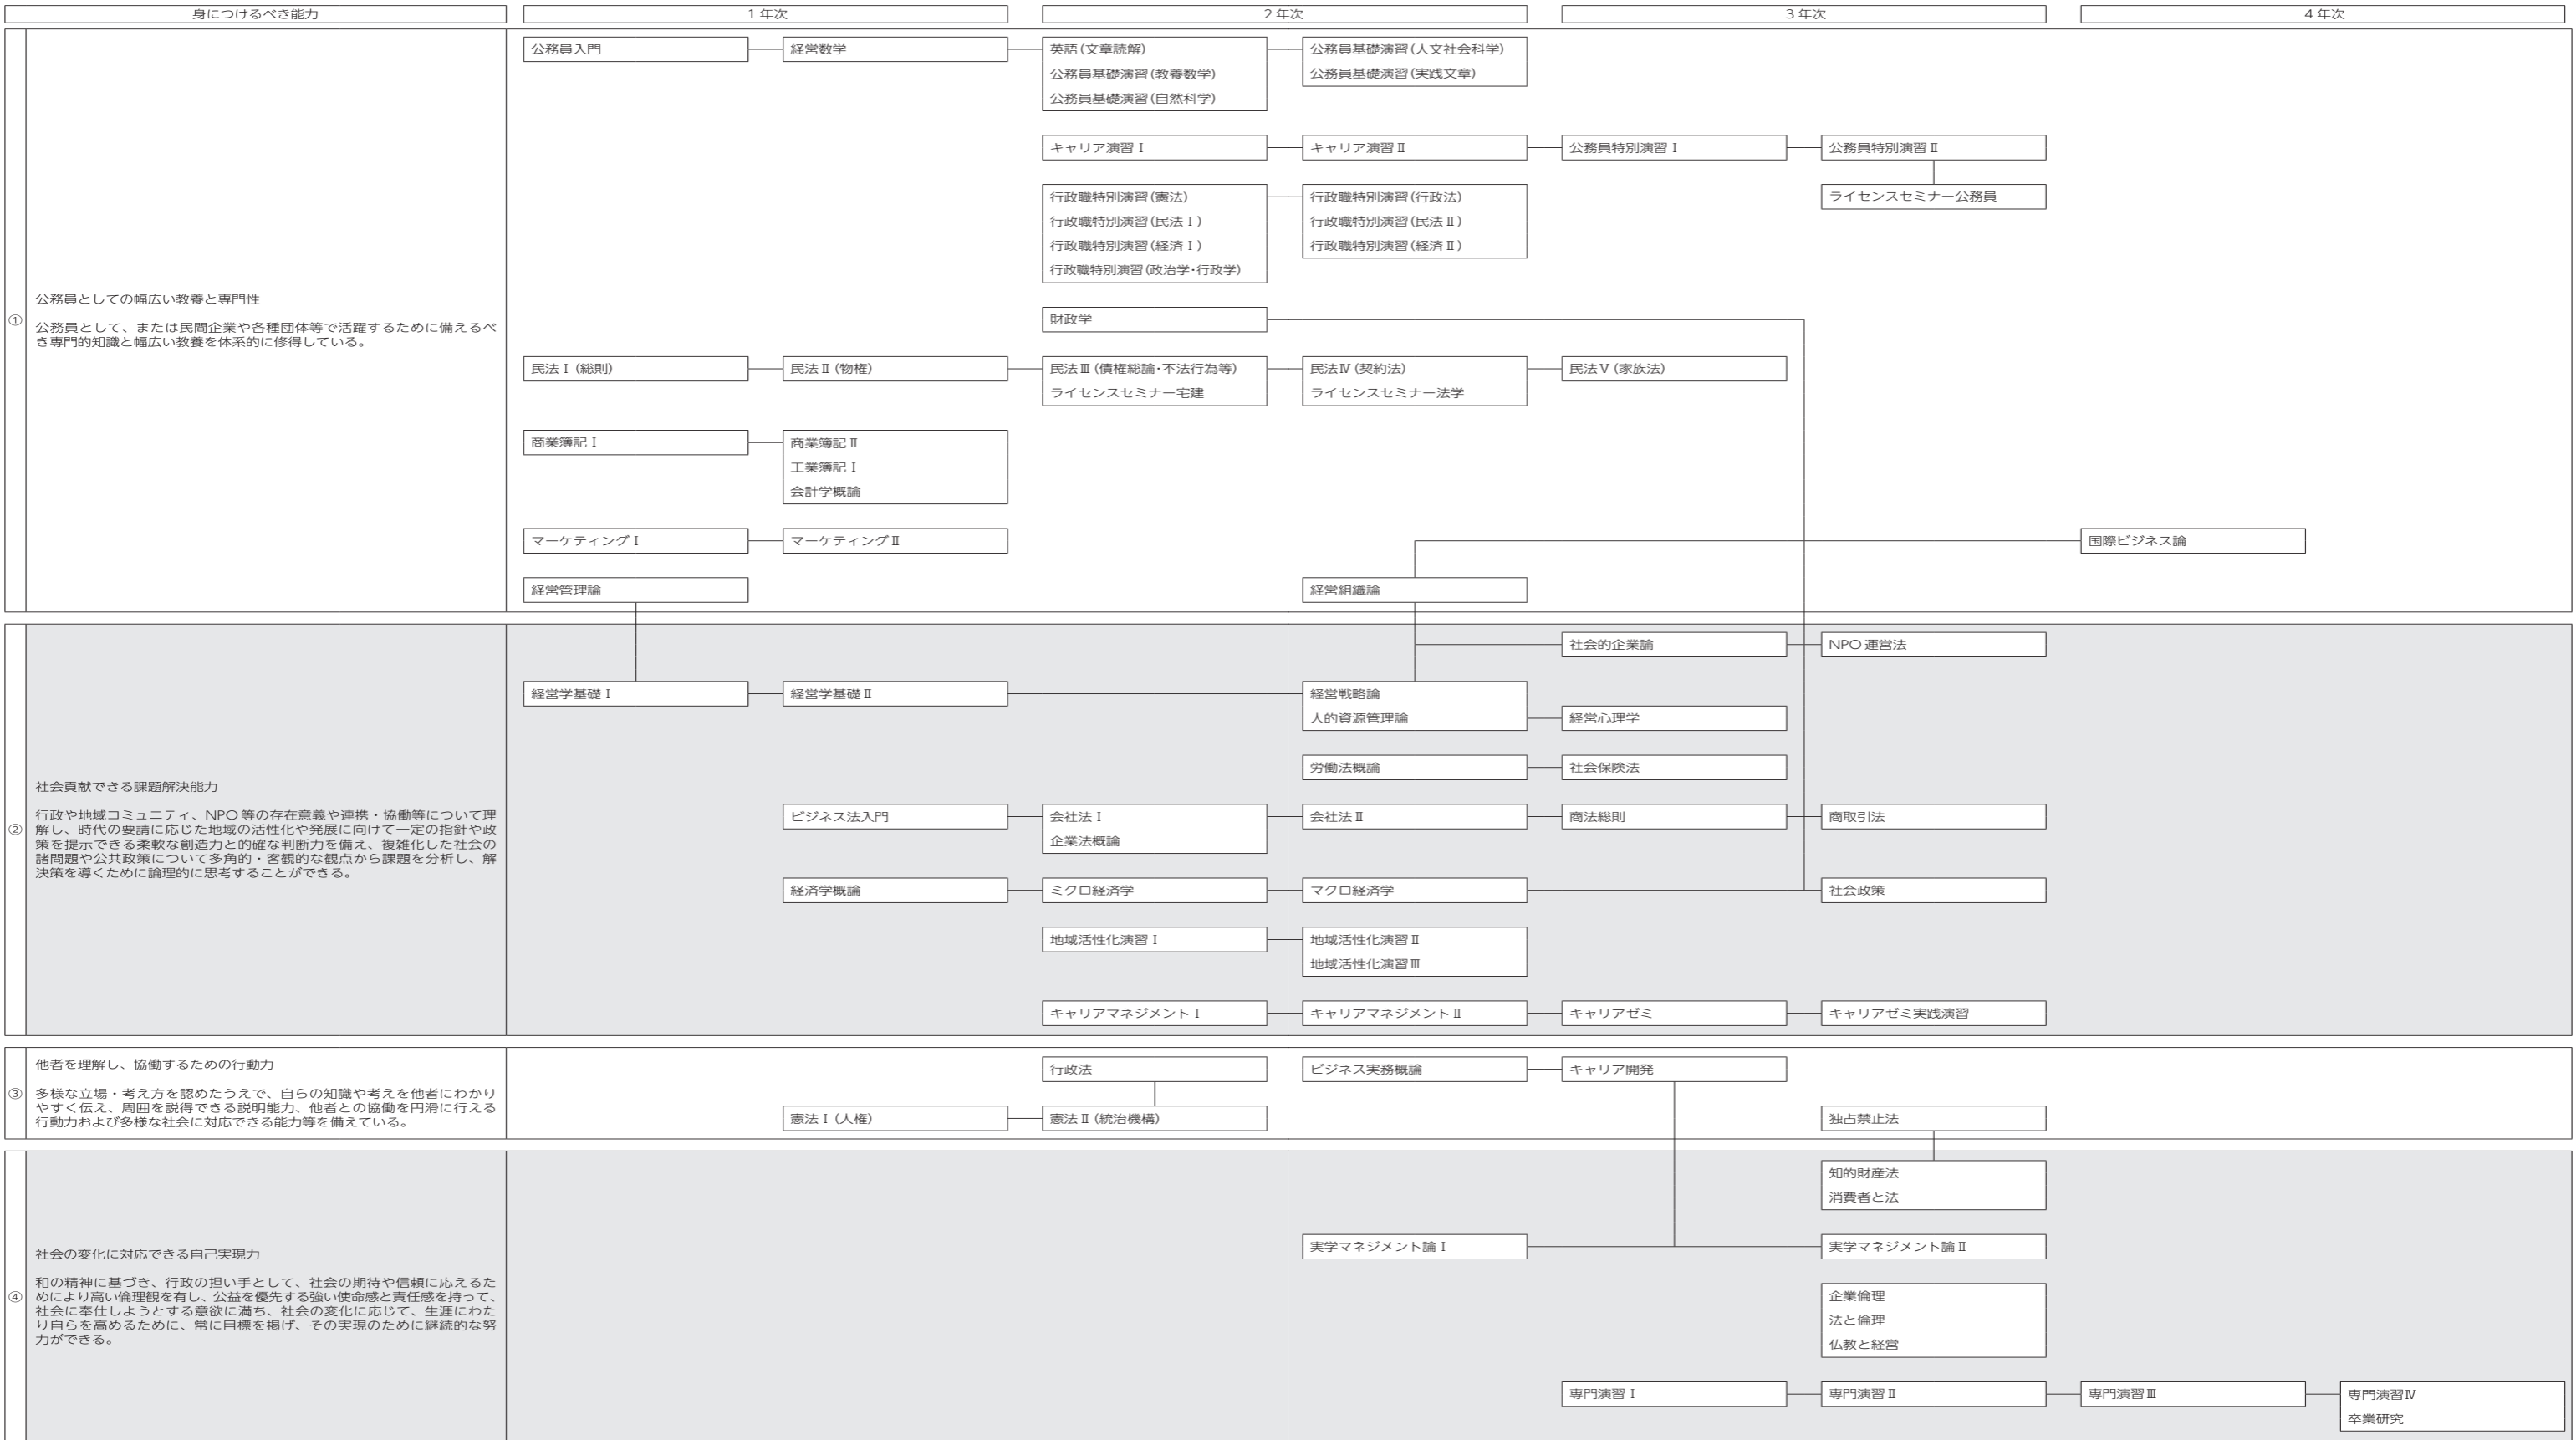 身につけるべき能力
1 年次
2 年次
3 年次
4 年次
①
公務員としての幅広い教養と専門性
公務員として、または民間企業や各種団体等で活躍するために備えるべ
き専門的知識と幅広い教養を体系的に修得している。
公務員入門
経営数学
英語(文章読解)
公務員基礎演習(教養数学)
公務員基礎演習(自然科学)
公務員基礎演習(人文社会科学)
公務員基礎演習(実践文章)
キャリア演習Ⅰ
キャリア演習Ⅱ
公務員特別演習Ⅰ
公務員特別演習Ⅱ
ライセンスセミナー公務員
行政職特別演習(憲法)
行政職特別演習(民法Ⅰ)
行政職特別演習(経済Ⅰ)
行政職特別演習(政治学・行政学)
行政職特別演習(行政法)
行政職特別演習(民法Ⅱ)
行政職特別演習(経済Ⅱ)
財政学
民法Ⅰ(総則)
民法Ⅱ(物権)
民法Ⅲ(債権総論・不法行為等)
ライセンスセミナー宅建
民法Ⅳ(契約法)
ライセンスセミナー法学
民法Ⅴ(家族法)
商業簿記Ⅰ
商業簿記Ⅱ
工業簿記Ⅰ
会計学概論
マーケティングⅠ
マーケティングⅡ
国際ビジネス論
経営管理論
経営組織論
②
社会貢献できる課題解決能力
行政や地域コミュニティ、NPO 等の存在意義や連携・協働等について理
解し、時代の要請に応じた地域の活性化や発展に向けて一定の指針や政
策を提示できる柔軟な創造力と的確な判断力を備え、複雑化した社会の
諸問題や公共政策について多角的・客観的な観点から課題を分析し、解
決策を導くために論理的に思考することができる。
社会的企業論
NPO 運営法
経営学基礎Ⅰ
経営学基礎Ⅱ
経営戦略論
人的資源管理論
経営心理学
労働法概論
社会保険法
ビジネス法入門
会社法Ⅰ
企業法概論
会社法Ⅱ
商法総則
商取引法
経済学概論
ミクロ経済学
マクロ経済学
社会政策
地域活性化演習Ⅰ
地域活性化演習Ⅱ
地域活性化演習Ⅲ
キャリアマネジメントⅠ
キャリアマネジメントⅡ
キャリアゼミ
キャリアゼミ実践演習
③
他者を理解し、協働するための行動力
多様な立場・考え方を認めたうえで、自らの知識や考えを他者にわかり
やすく伝え、周囲を説得できる説明能力、他者との協働を円滑に行える
行動力および多様な社会に対応できる能力等を備えている。
行政法
ビジネス実務概論
キャリア開発
憲法Ⅰ(人権)
憲法Ⅱ(統治機構)
独占禁止法
④
社会の変化に対応できる自己実現力
和の精神に基づき、行政の担い手として、社会の期待や信頼に応えるた
めにより高い倫理観を有し、公益を優先する強い使命感と責任感を持って、
社会に奉仕しようとする意欲に満ち、社会の変化に応じて、生涯にわた
り自らを高めるために、常に目標を掲げ、その実現のために継続的な努
力ができる。
知的財産法
消費者と法
実学マネジメント論Ⅰ
実学マネジメント論Ⅱ
企業倫理
法と倫理
仏教と経営
専門演習Ⅰ
専門演習Ⅱ
専門演習Ⅲ
専門演習Ⅳ
卒業研究